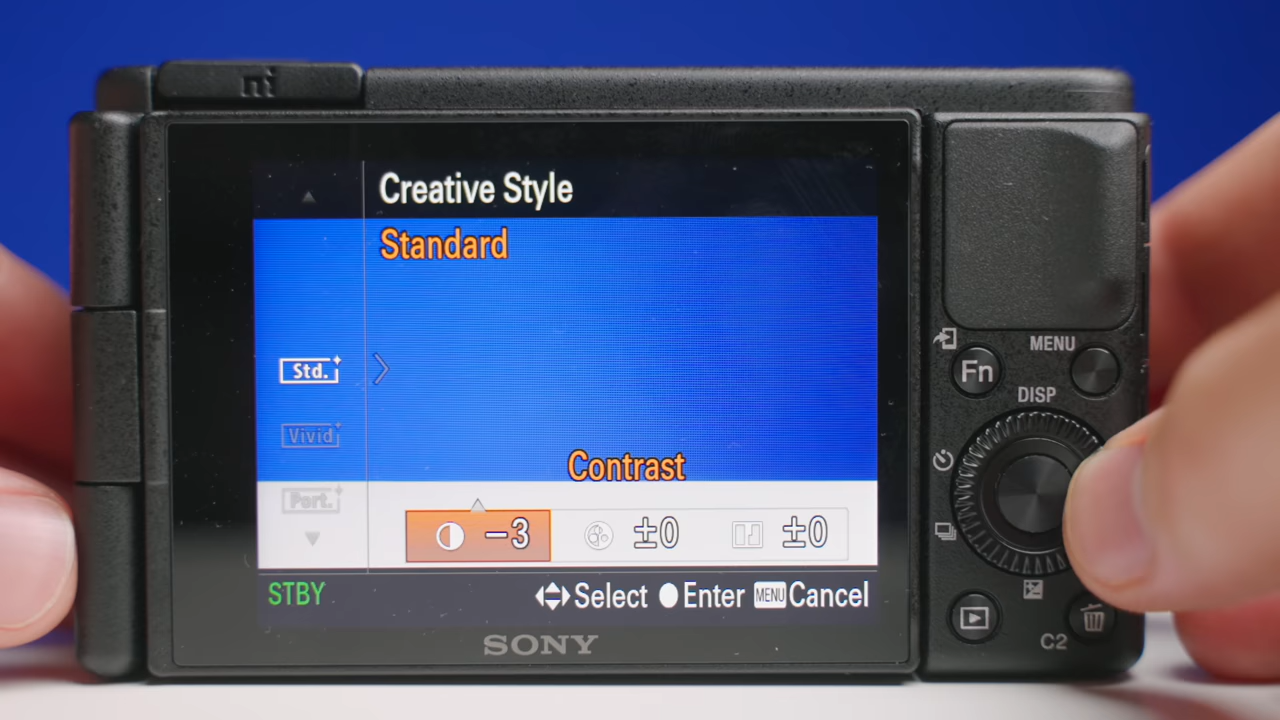 Creative Style
Standard
Std.
Vivid
Port.
Contrast
−3 ±0 ±0
STBY
Select Enter MENU Cancel
SONY
MENU
Fn
DISP
C2